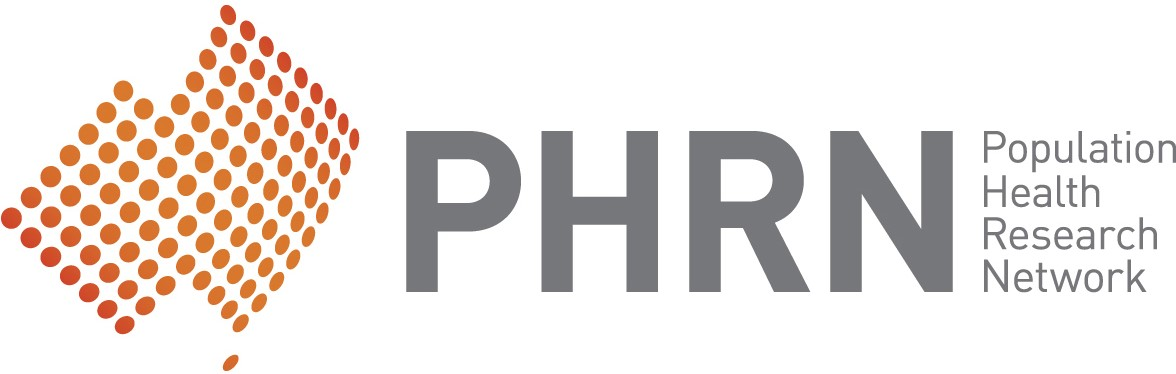 PHRN
Population
Health
Research
Network